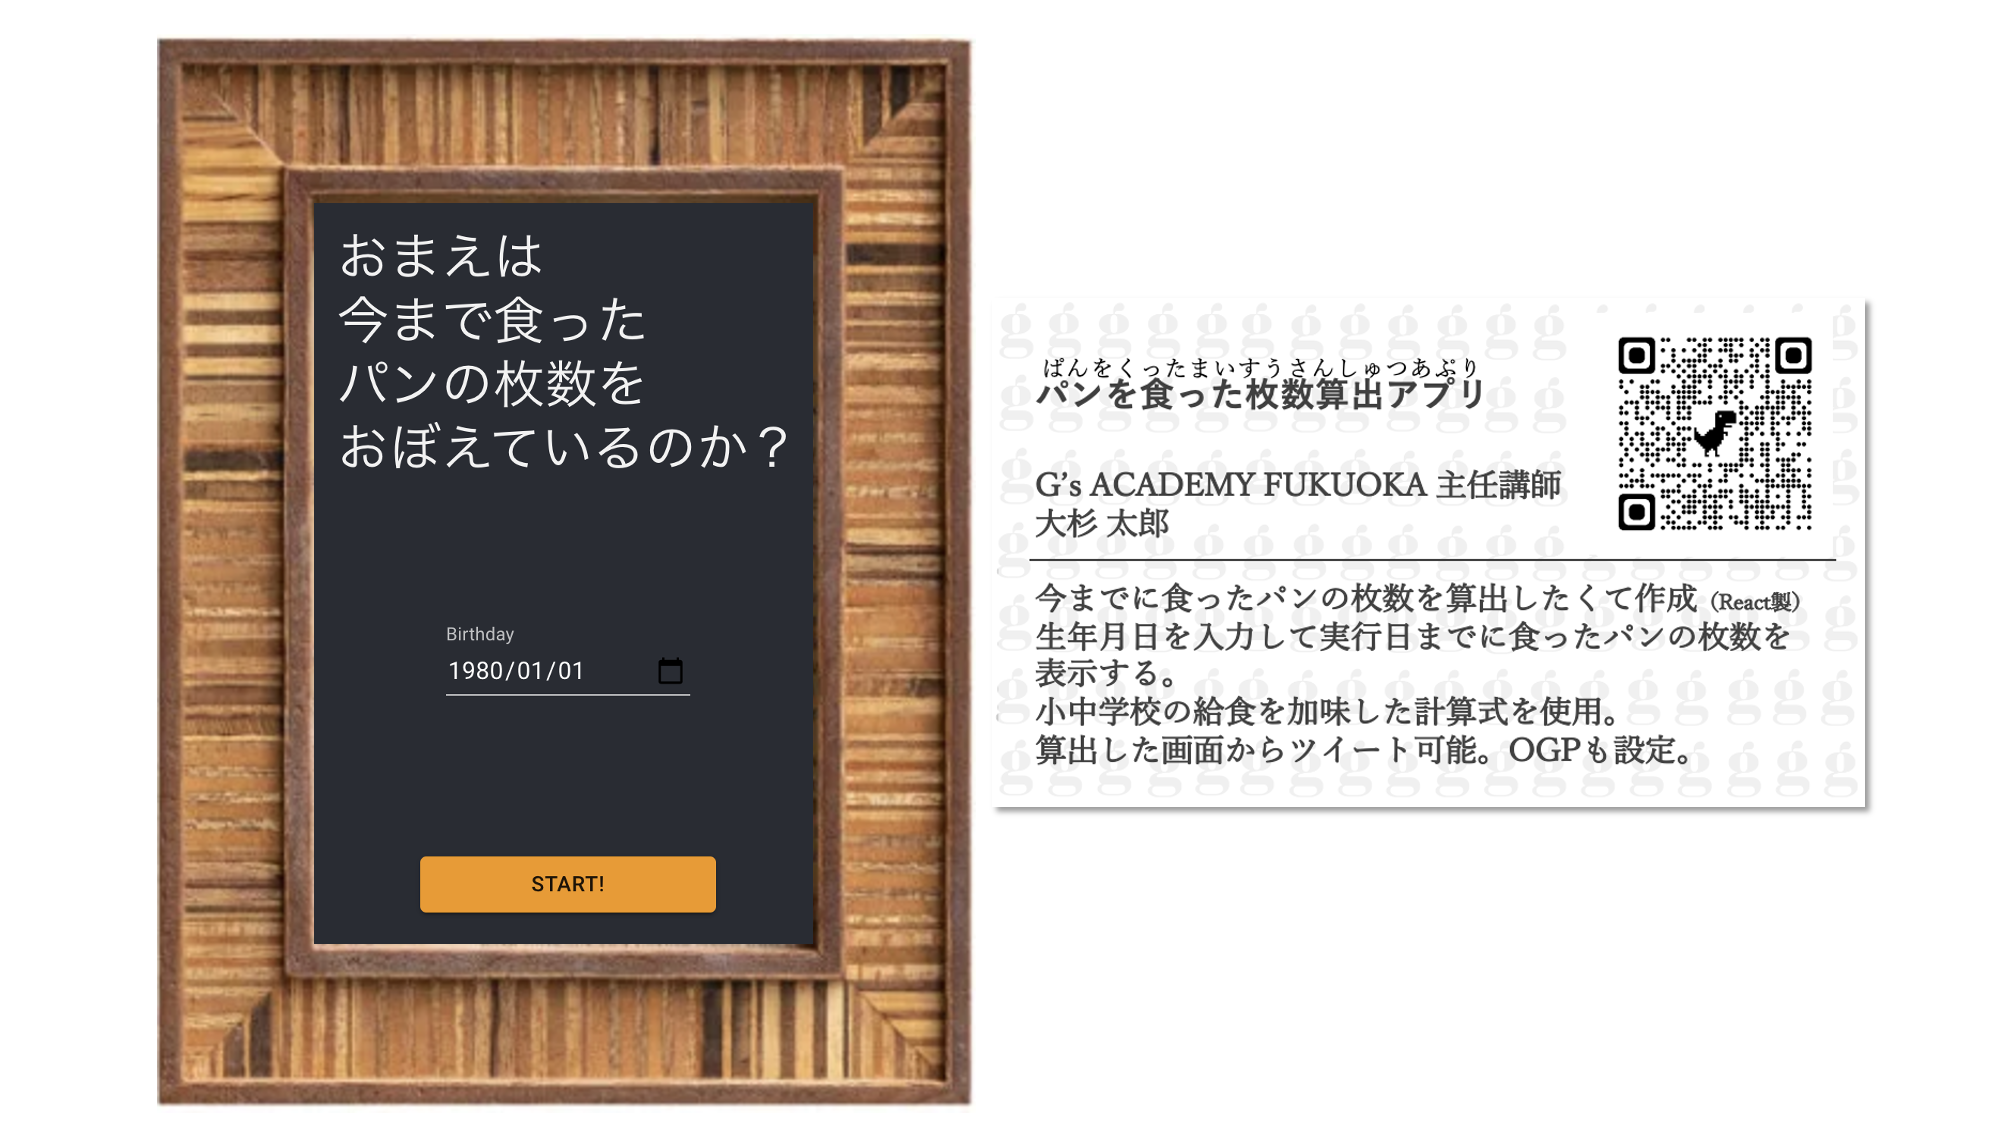 おまえは
今まで食った
パンの枚数を
おぼえているのか？
Birthday
1980/01/01
START!
ぱんをくったまいすうさんしゅつあぷり
パンを食った枚数算出アプリ
G's ACADEMY FUKUOKA 主任講師
大杉 太郎
今までに食ったパンの枚数を算出したくて作成（React製）
生年月日を入力して実行日までに食ったパンの枚数を
表示する。
小中学校の給食を加味した計算式を使用。
算出した画面からツイート可能。OGPも設定。